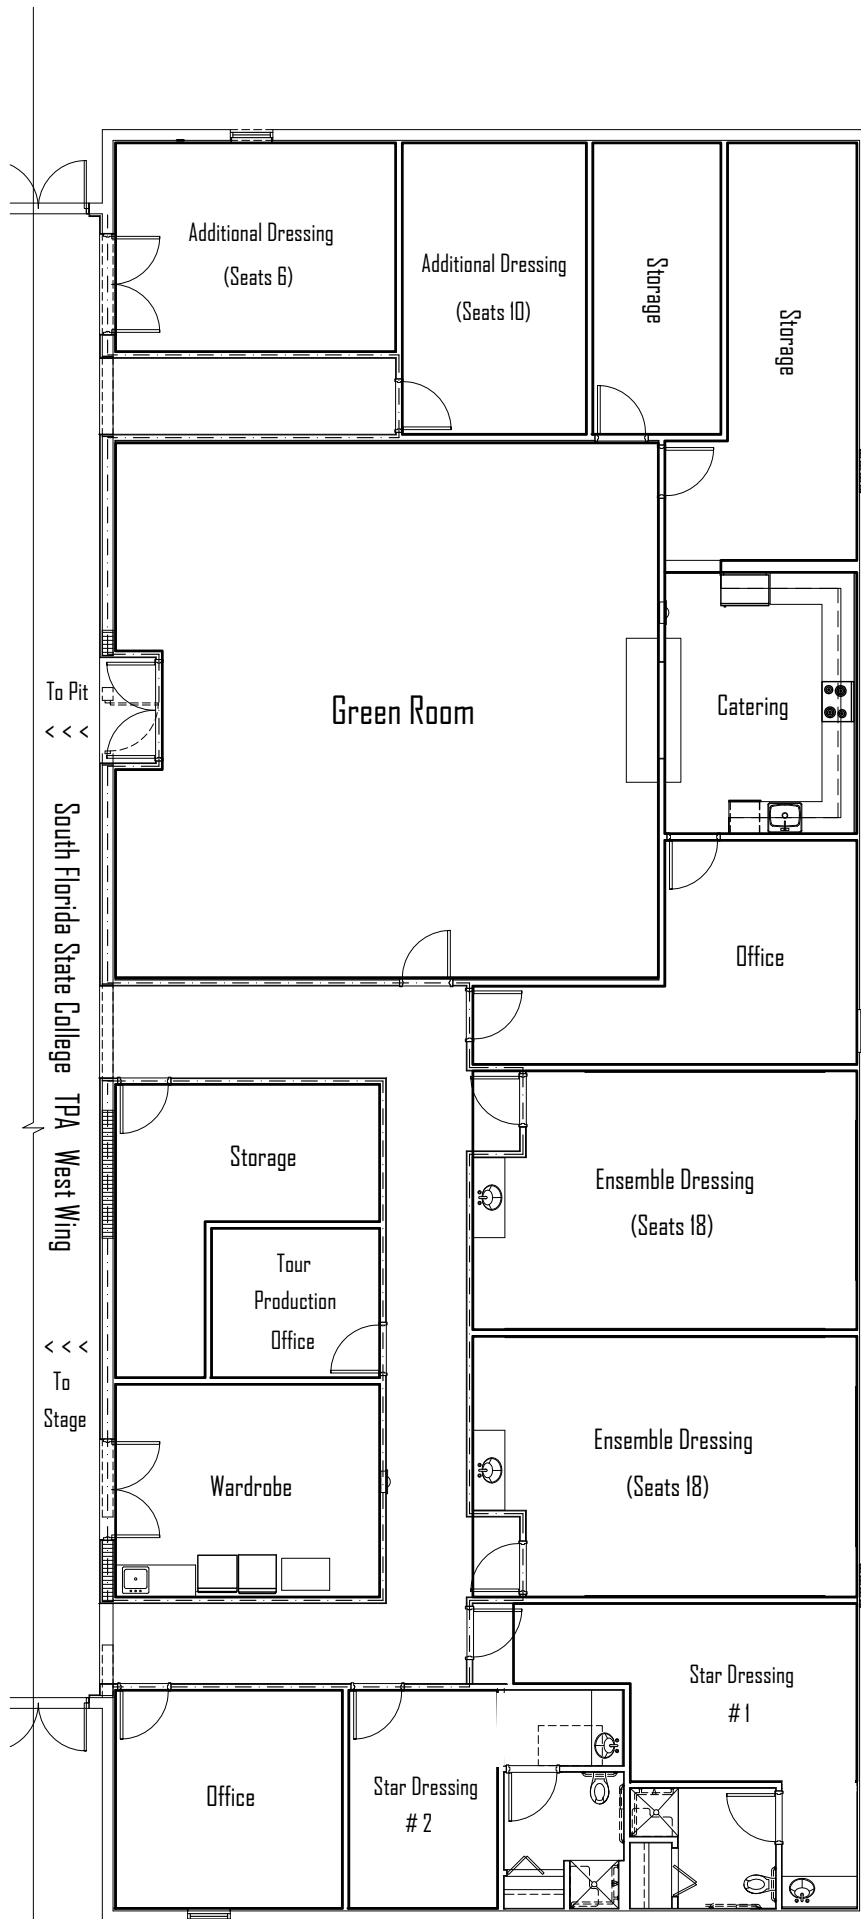 Additional Dressing
(Seats 6)
Additional Dressing
(Seats 10)
Storage
Storage
To Pit
< < <
Green Room
Catering
South Florida State College TPA West Wing
Office
Storage
Ensemble Dressing
(Seats 18)
Tour
Production
Office
< < <
To
Stage
Ensemble Dressing
(Seats 18)
Wardrobe
Star Dressing
# 1
Office
Star Dressing
# 2